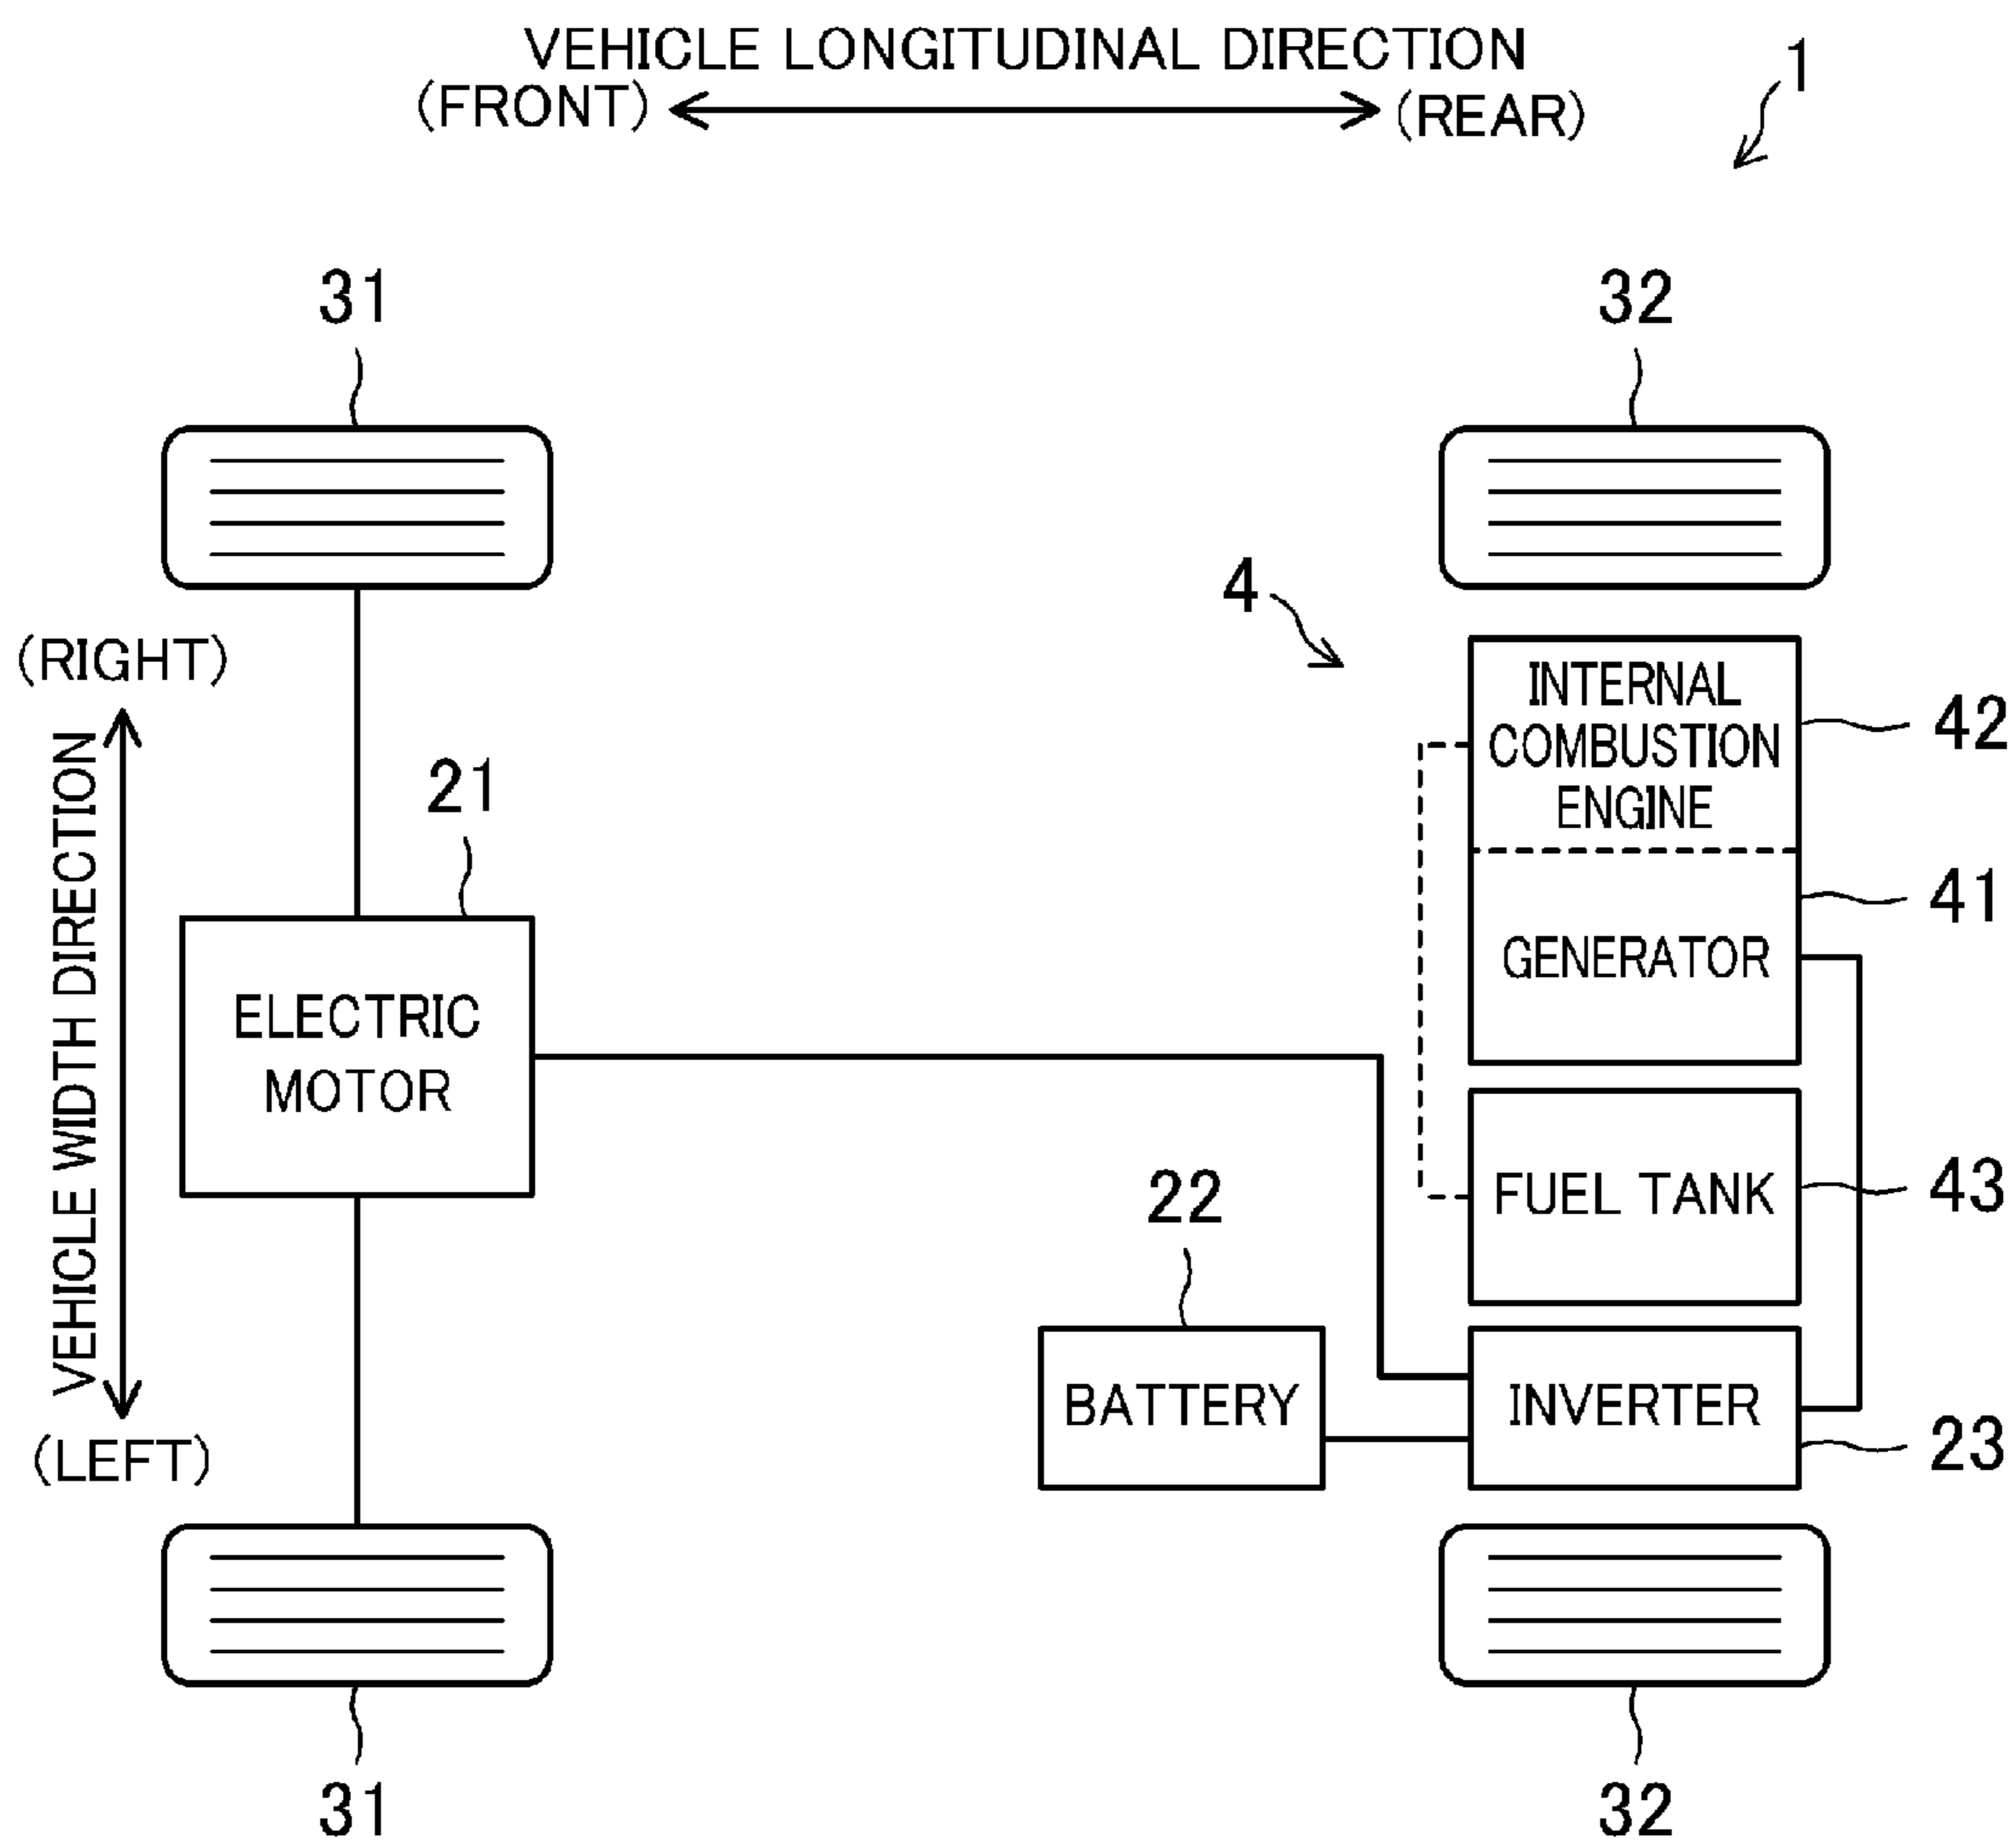 VEHICLE LONGITUDINAL DIRECTION
(FRONT)
(REAR)
1
31
32
4
(RIGHT)
VEHICLE WIDTH DIRECTION
(LEFT)
21
ELECTRIC
MOTOR
INTERNAL
COMBUSTION
ENGINE
42
41
GENERATOR
FUEL TANK
43
22
BATTERY
INVERTER
23
31
32